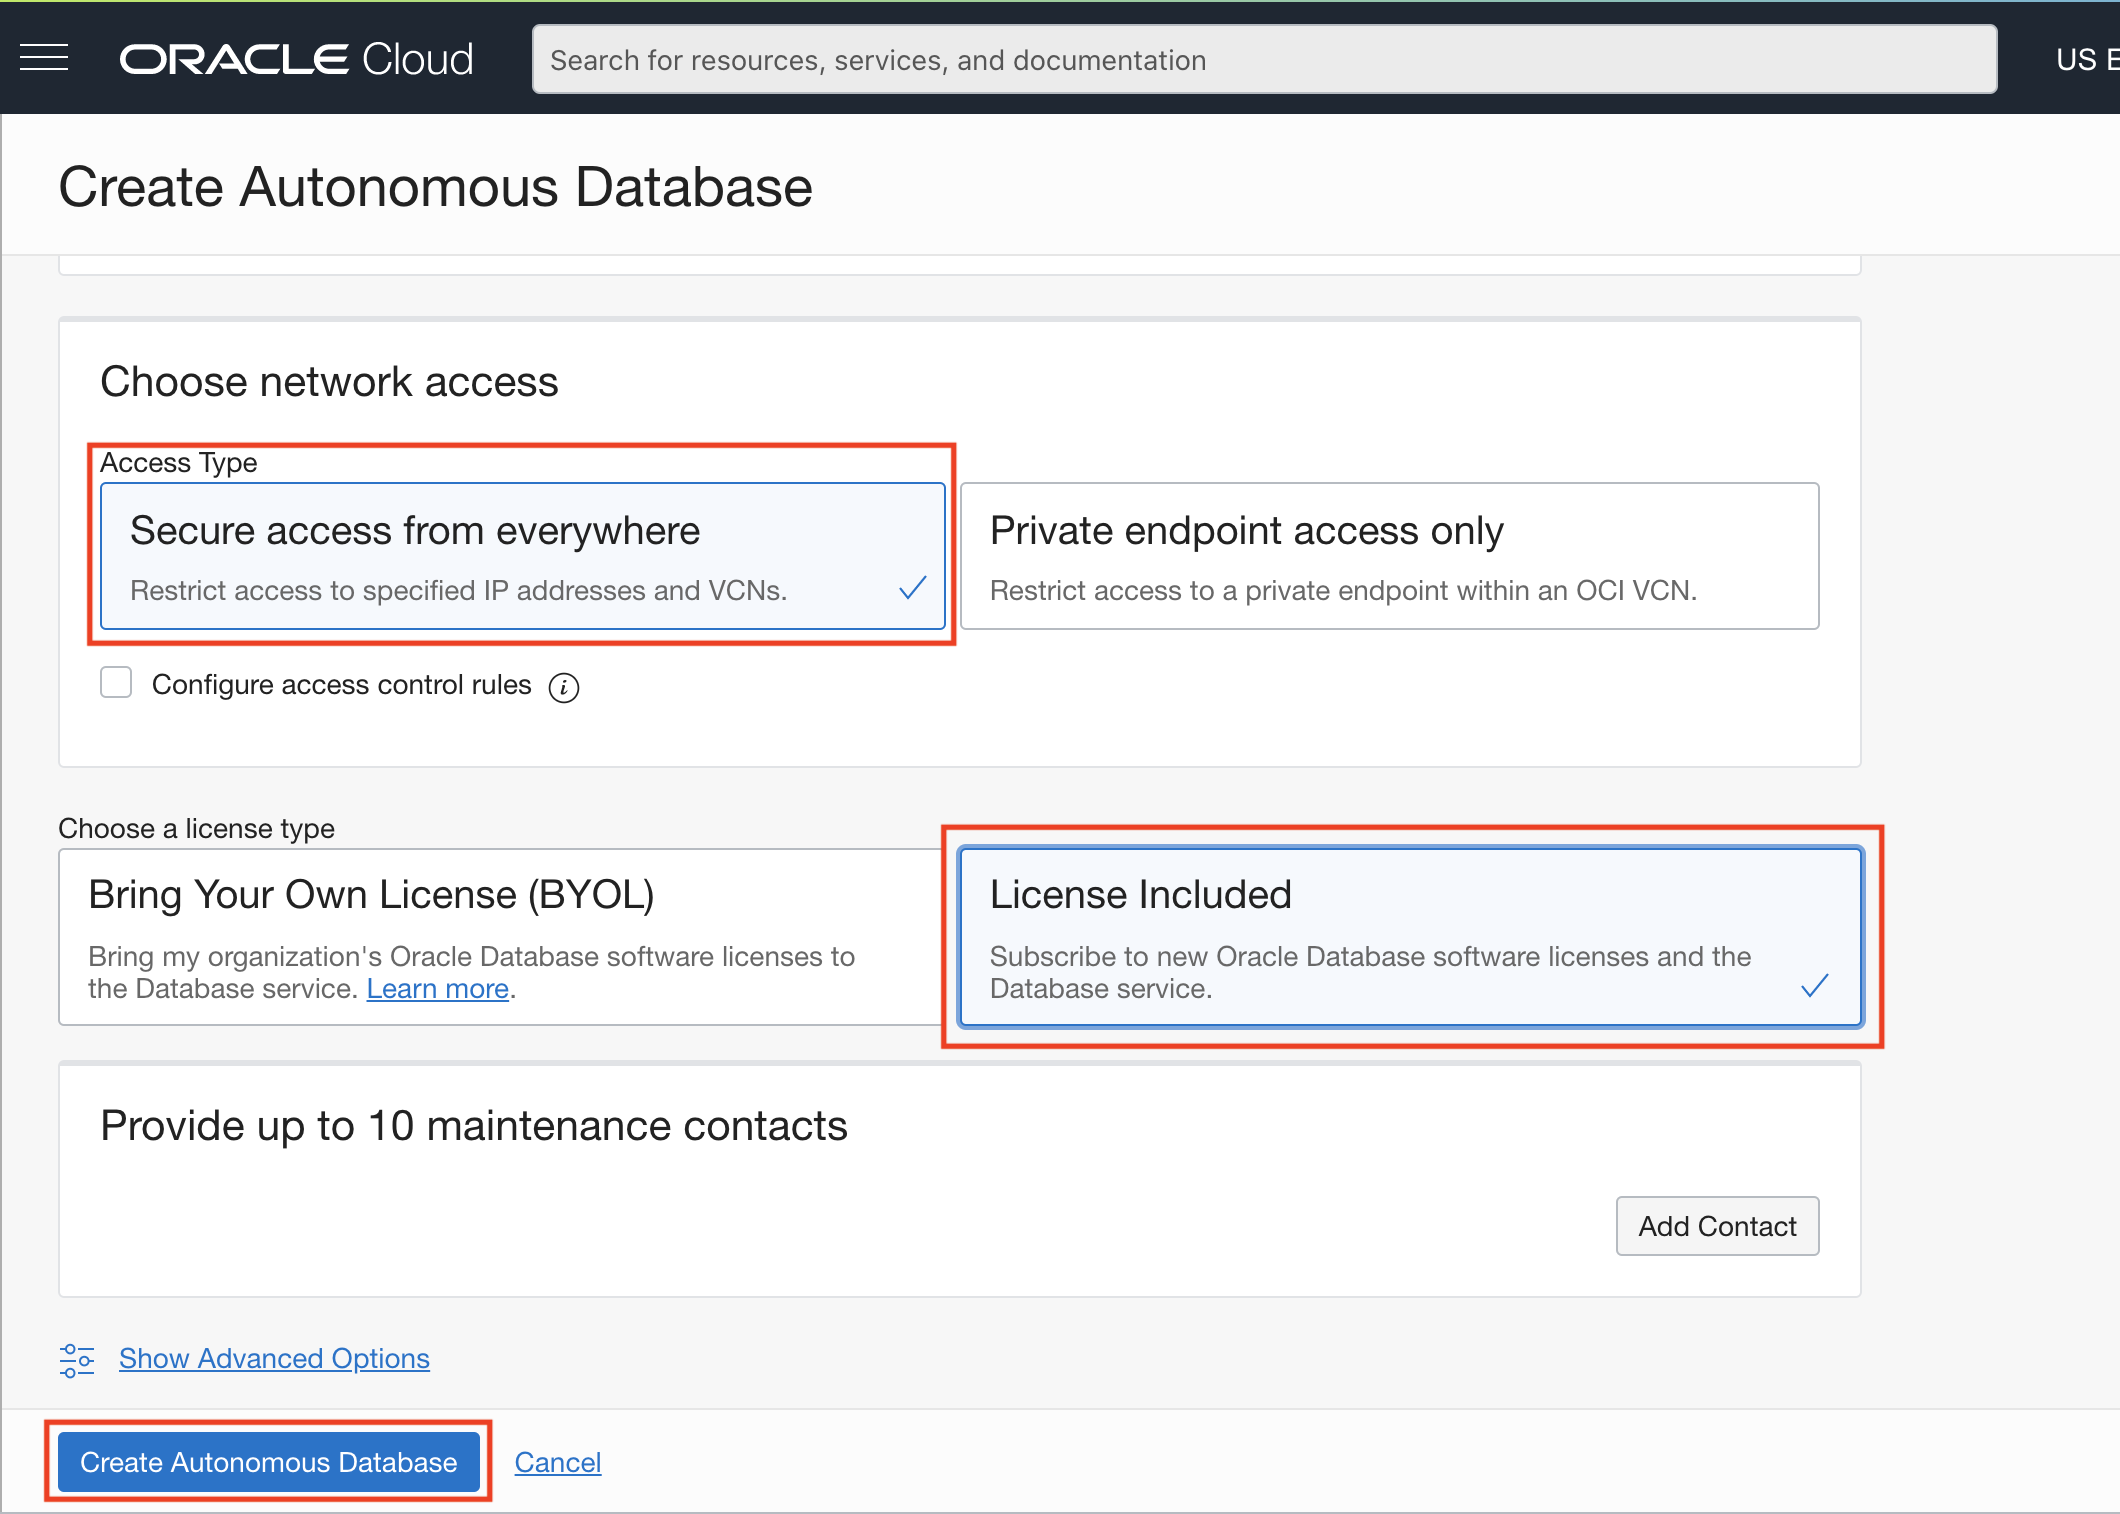 ORACLE Cloud
Search for resources, services, and documentation
US E
Create Autonomous Database
Choose network access
Access Type
Secure access from everywhere
Restrict access to specified IP addresses and VCNs.
Private endpoint access only
Restrict access to a private endpoint within an OCI VCN.
Configure access control rules
Choose a license type
Bring Your Own License (BYOL)
Bring my organization's Oracle Database software licenses to
the Database service. Learn more.
License Included
Subscribe to new Oracle Database software licenses and the
Database service.
Provide up to 10 maintenance contacts
Add Contact
Show Advanced Options
Create Autonomous Database
Cancel